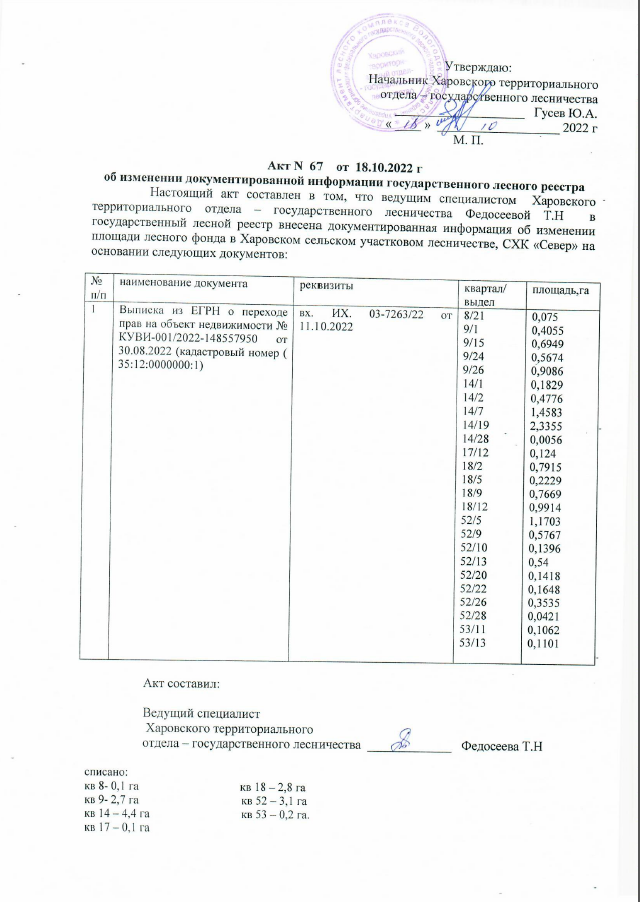 Утверждаю:
Начальник Харовского территориального
отдела – государственного лесничества
Гусев Ю.А.
« 18 » 10 2022 г
М. П.
Акт N 67 от 18.10.2022 г
об изменении документированной информации государственного лесного реестра
Настоящий акт составлен в том, что ведущим специалистом Харовского
территориального отдела – государственного лесничества Федосеевой Т.Н в
государственный лесной реестр внесена документированная информация об изменении
площади лесного фонда в Харовском сельском участковом лесничестве, СХК «Север» на
основании следующих документов:
№ п/п наименование документа реквизиты квартал/ выдел площадь,га
1 Выписка из ЕГРН о переходе
прав на объект недвижимости №
КУВИ-001/2022-148557950 от
30.08.2022 (кадастровый номер (
35:12:0000000:1)
вх. ИХ. 03-7263/22 от
11.10.2022
8/21 0,075
9/1 0,4055
9/15 0,6949
9/24 0,5674
9/26 0,9086
14/1 0,1829
14/2 0,4776
14/7 1,4583
14/19 2,3355
14/28 0,0056
17/12 0,124
18/2 0,7915
18/5 0,2229
18/9 0,7669
18/12 0,9914
52/5 1,1703
52/9 0,5767
52/10 0,1396
52/13 0,54
52/20 0,1418
52/22 0,1648
52/26 0,3535
52/28 0,0421
53/11 0,1062
53/13 0,1101
Акт составил:
Ведущий специалист
Харовского территориального
отдела – государственного лесничества Федосеева Т.Н
списано:
кв 8- 0,1 га кв 18 – 2,8 га
кв 9- 2,7 га кв 52 – 3,1 га
кв 14 – 4,4 га кв 53 – 0,2 га.
кв 17 – 0,1 га